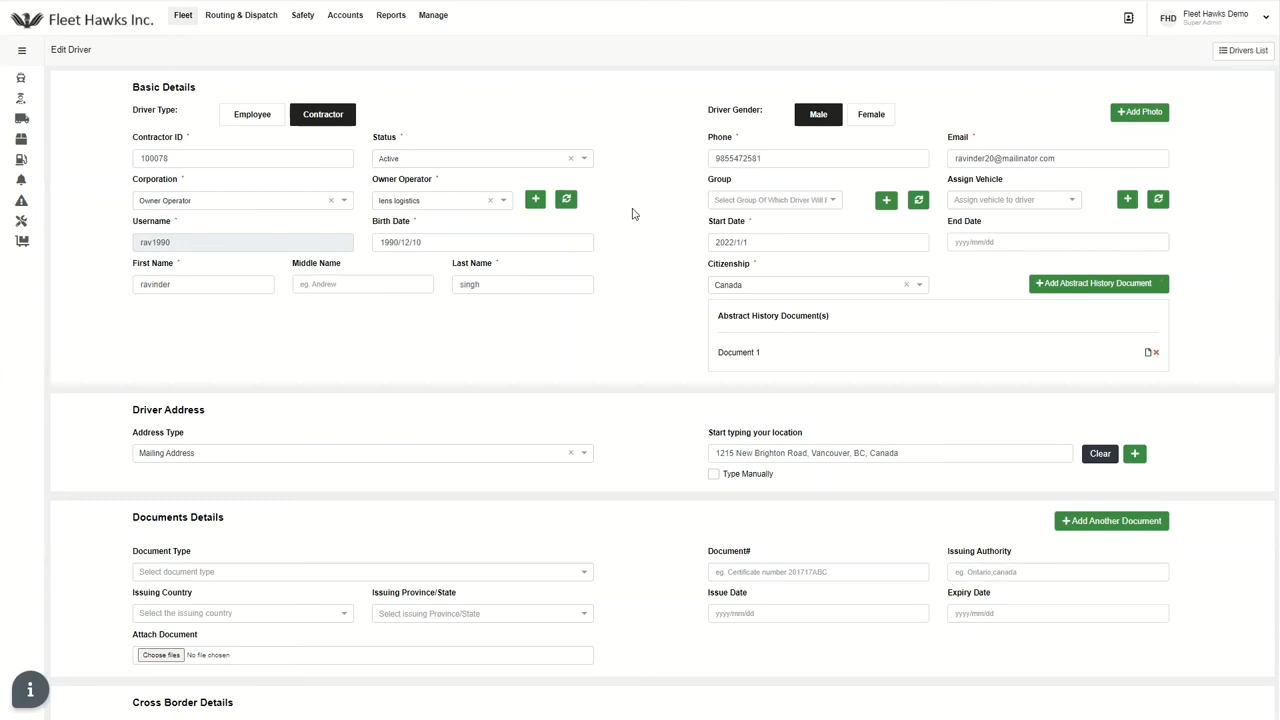 Fleet Hawks Inc. Fleet Routing & Dispatch Safety Accounts Reports Manage FHD Fleet Hawks Demo
Super Admin
Edit Driver Drivers List
Basic Details
Driver Type: Employee Contractor Driver Gender: Male Female + Add Photo
Contractor ID * Status * Phone * Email *
100078 Active × 9855472581 ravinder20@mailinator.com
Corporation * Owner Operator * Group Assign Vehicle
Owner Operator × lens logistics × + Select Group Of Which Driver Will + Assign vehicle to driver +
Username * Birth Date * Start Date * End Date
rav1990 1990/12/10 2022/1/1 yyyy/mm/dd
First Name * Middle Name Last Name * Citizenship *
ravinder eg. Andrew singh Canada × + Add Abstract History Document
Abstract History Document(s)
Document 1
Driver Address
Address Type Start typing your location
Mailing Address × 1215 New Brighton Road, Vancouver, BC, Canada Clear +
Type Manually
Documents Details + Add Another Document
Document Type Document# Issuing Authority
Select document type eg. Certificate number 201717ABC eg. Ontario,canada
Issuing Country Issuing Province/State Issue Date Expiry Date
Select the issuing country Select issuing Province/State yyyy/mm/dd yyyy/mm/dd
Attach Document
Choose files No file chosen
i
Cross Border Details